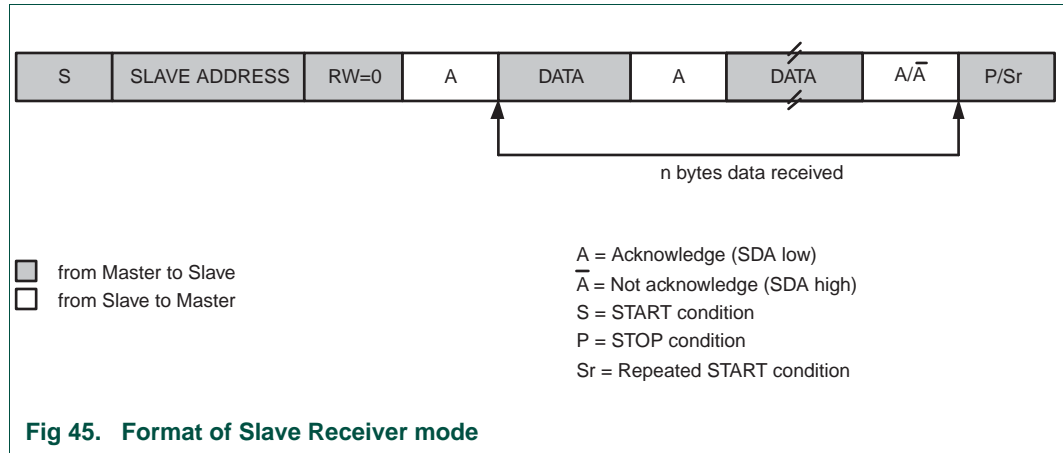 S SLAVE ADDRESS RW=0 A DATA A DATA A/A̅ P/Sr
n bytes data received
from Master to Slave
from Slave to Master
A = Acknowledge (SDA low)
A̅ = Not acknowledge (SDA high)
S = START condition
P = STOP condition
Sr = Repeated START condition
Fig 45. Format of Slave Receiver mode